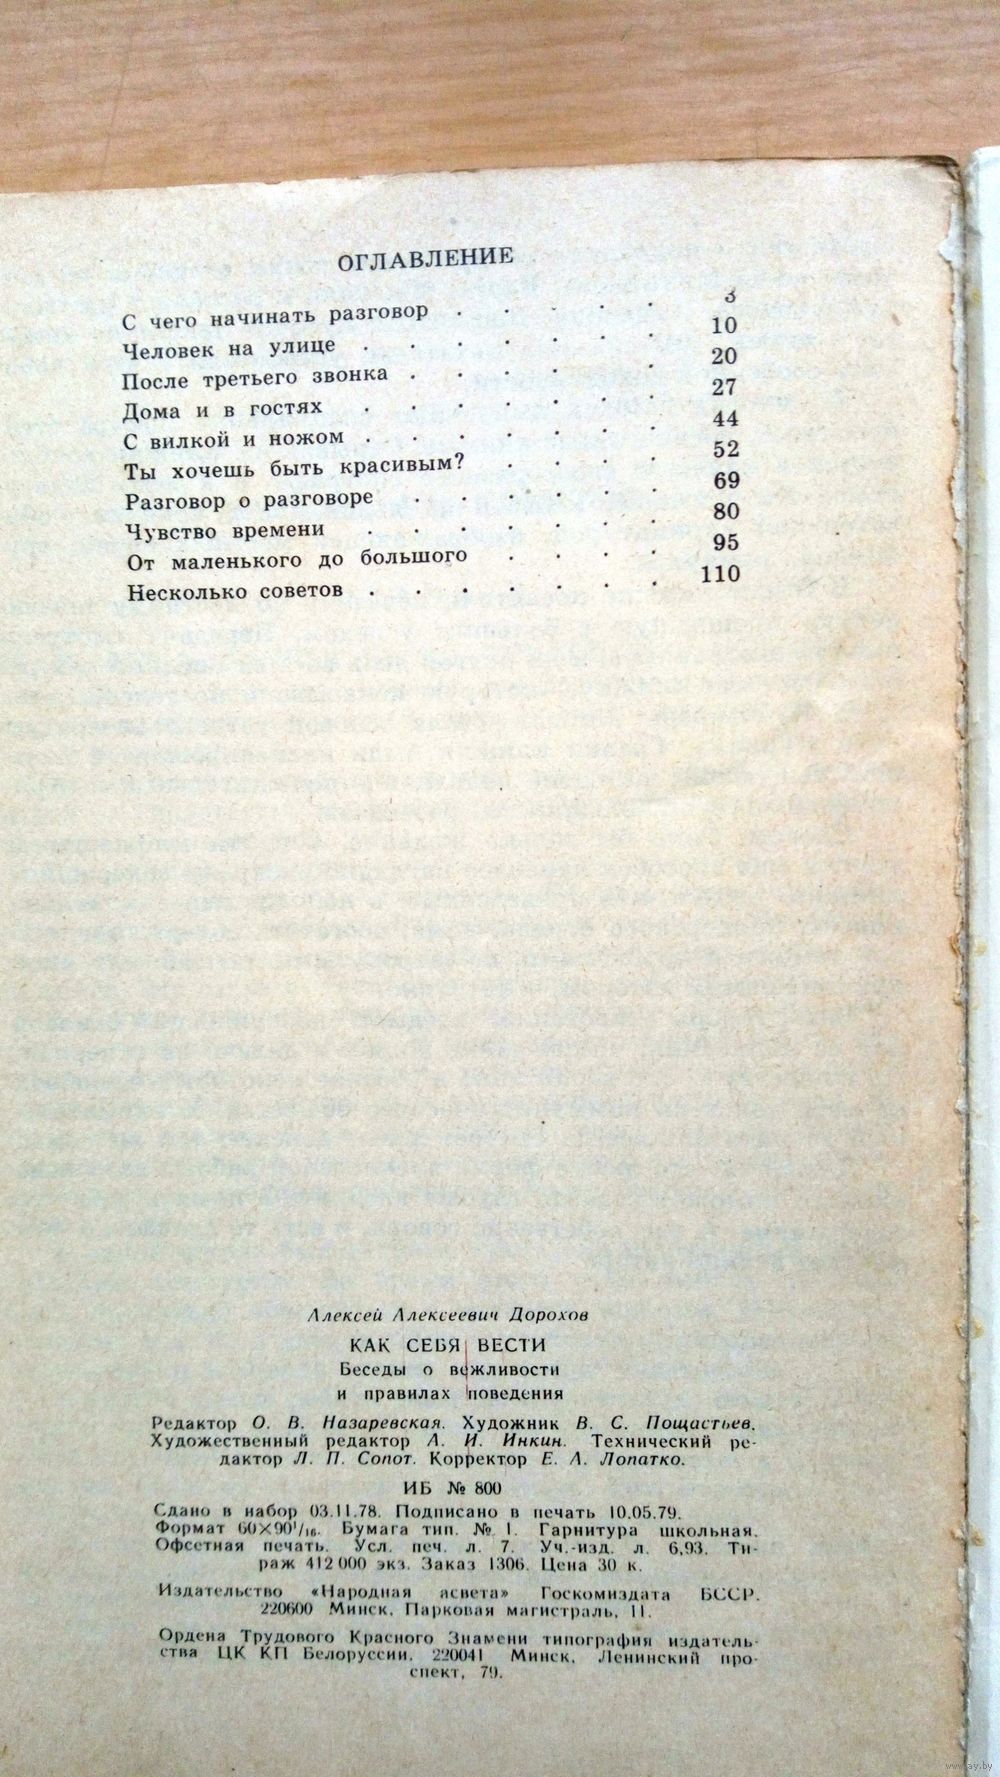 ОГЛАВЛЕНИЕ
С чего начинать разговор . . . . . 3
Человек на улице . . . . . . . 10
После третьего звонка . . . . . . 20
Дома и в гостях . . . . . . . 27
С вилкой и ножом . . . . . . . 44
Ты хочешь быть красивым? . . . . 52
Разговор о разговоре . . . . . . 69
Чувство времени . . . . . . . 80
От маленького до большого . . . . 95
Несколько советов . . . . . . . 110
Алексей Алексеевич Дорохов
КАК СЕБЯ ВЕСТИ
Беседы о вежливости
и правилах поведения
Редактор О. В. Назаревская. Художник В. С. Пощастьев.
Художественный редактор А. И. Инкин. Технический ре-
дактор Л. П. Сопот. Корректор Е. А. Лопатко.
ИБ № 800
Сдано в набор 03.11.78. Подписано в печать 10.05.79.
Формат 60×90 1/16. Бумага тип. № 1. Гарнитура школьная.
Офсетная печать. Усл. печ. л. 7. Уч.-изд. л. 6,93. Ти-
раж 412 000 экз. Заказ 1306. Цена 30 к.
Издательство «Народная асвета» Госкомиздата БССР.
220600 Минск, Парковая магистраль, 11.
Ордена Трудового Красного Знамени типография издатель-
ства ЦК КП Белоруссии. 220041 Минск, Ленинский про-
спект, 79.
www.ay.by